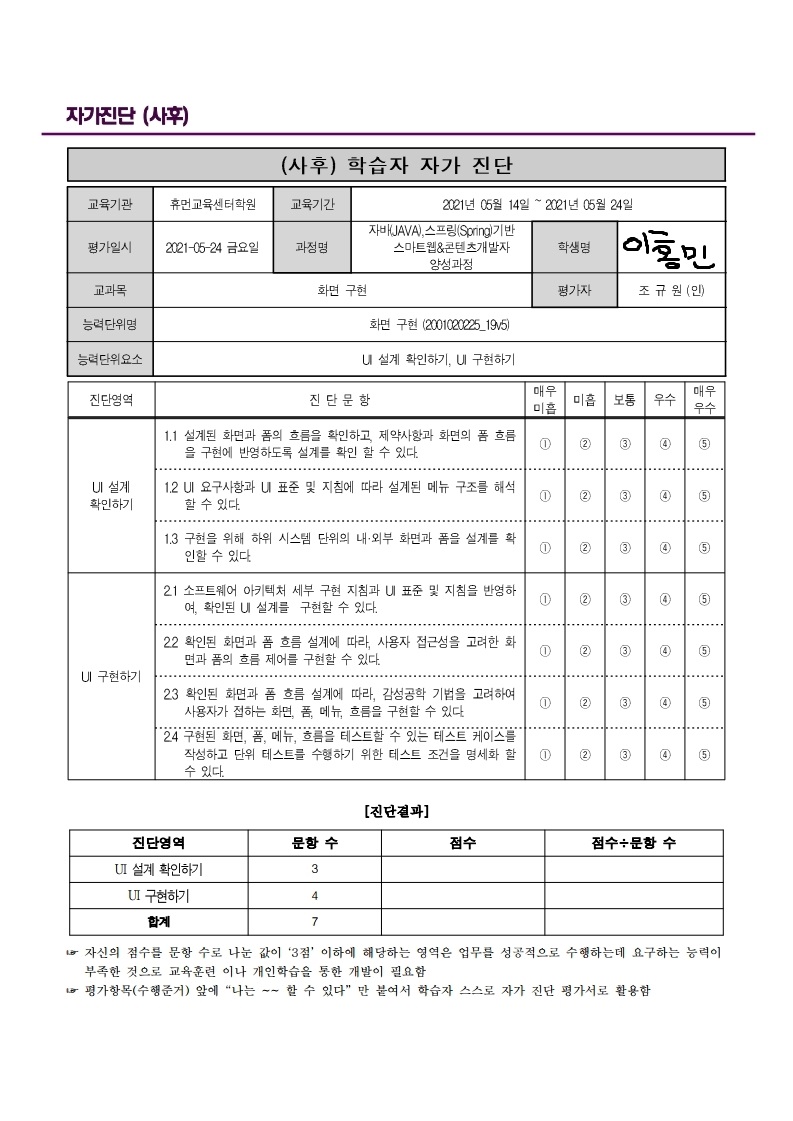 자가진단 (사후)
(사후) 학습자 자가 진단
교육기관 휴먼교육센터학원 교육기간 2021년 05월 14일 ~ 2021년 05월 24일
평가일시 2021-05-24 금요일 과정명 자바(JAVA),스프링(Spring)기반
스마트웹&콘텐츠개발자
양성과정
학생명 이홍민
교과목 화면 구현 평가자 조 규 원 (인)
능력단위명 화면 구현 (2001020225_19v5)
능력단위요소 UI 설계 확인하기, UI 구현하기
진단영역 진 단 문 항 매우 미흡 미흡 보통 우수 매우 우수
UI 설계
확인하기
1.1 설계된 화면과 폼의 흐름을 확인하고, 제약사항과 화면의 폼 흐름
을 구현에 반영하도록 설계를 확인 할 수 있다. ① ② ③ ④ ⑤
1.2 UI 요구사항과 UI 표준 및 지침에 따라 설계된 메뉴 구조를 해석
할 수 있다. ① ② ③ ④ ⑤
1.3 구현을 위해 하위 시스템 단위의 내·외부 화면과 폼을 설계를 확
인할 수 있다. ① ② ③ ④ ⑤
UI 구현하기
2.1 소프트웨어 아키텍처 세부 구현 지침과 UI 표준 및 지침을 반영하
여, 확인된 UI 설계를 구현할 수 있다. ① ② ③ ④ ⑤
2.2 확인된 화면과 폼 흐름 설계에 따라, 사용자 접근성을 고려한 화
면과 폼의 흐름 제어를 구현할 수 있다. ① ② ③ ④ ⑤
2.3 확인된 화면과 폼 흐름 설계에 따라, 감성공학 기법을 고려하여
사용자가 접하는 화면, 폼, 메뉴, 흐름을 구현할 수 있다. ① ② ③ ④ ⑤
2.4 구현된 화면, 폼, 메뉴, 흐름을 테스트할 수 있는 테스트 케이스를
작성하고 단위 테스트를 수행하기 위한 테스트 조건을 명세화 할
수 있다. ① ② ③ ④ ⑤
[진단결과]
진단영역 문항 수 점수 점수÷문항 수
UI 설계 확인하기 3
UI 구현하기 4
합계 7
☞ 자신의 점수를 문항 수로 나눈 값이 ‘3점’ 이하에 해당하는 영역은 업무를 성공적으로 수행하는데 요구하는 능력이
부족한 것으로 교육훈련 이나 개인학습을 통한 개발이 필요함
☞ 평가항목(수행준거) 앞에 “나는 ~~ 할 수 있다” 만 붙여서 학습자 스스로 자가 진단 평가서로 활용함